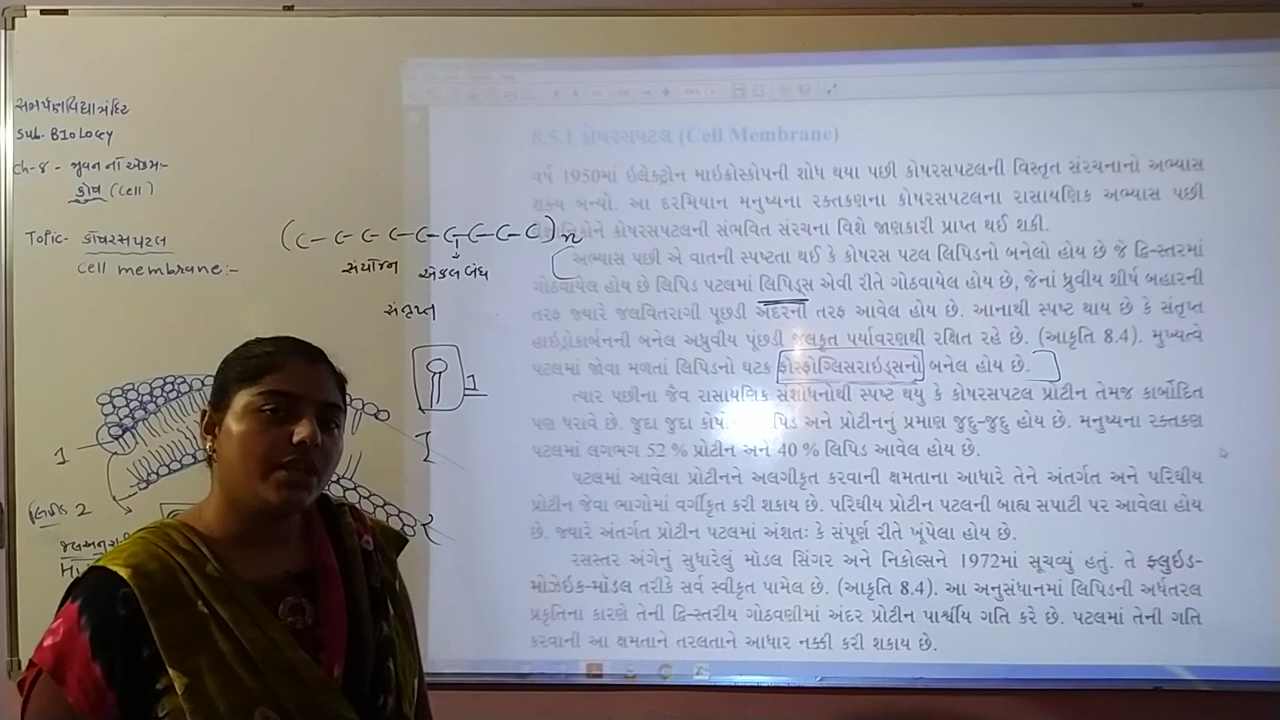 સમર્પણ વિદ્યામંદિર
Sub- BIOLOGY
Ch-8 - જીવનનો એકમ:-
કોષ (Cell)
Topic- કોષરસપટલ
cell membrane:-
(C-C-C-C-C-C-C-C-C)n
સંયોજન એકલ બંધ
સંતૃપ્ત
1
1
2
8.5.1 કોષરસપટલ (Cell Membrane)
વર્ષ 1950માં ઇલેક્ટ્રૉન માઇક્રોસ્કોપની શોધ થયા પછી કોષરસપટલની વિસ્તૃત સંરચનાનો અભ્યાસ
શક્ય બન્યો. આ દરમિયાન મનુષ્યના રક્તકણના કોષરસપટલના રાસાયણિક અભ્યાસ પછી
કોષરસપટલની સંભવિત સંરચના વિશે જાણકારી પ્રાપ્ત થઈ શકી.
અભ્યાસ પછી એ વાતની સ્પષ્ટતા થઈ કે કોષરસ પટલ લિપિડનો બનેલો હોય છે જે દ્વિ-સ્તરમાં
ગોઠવાયેલ હોય છે લિપિડ પટલમાં લિપિડ્સ એવી રીતે ગોઠવાયેલ હોય છે, જેનાં ધ્રુવીય શીર્ષ બહારની
તરફ જ્યારે જલવિતરાગી પૂંછડી અંદરની તરફ આવેલ હોય છે. આનાથી સ્પષ્ટ થાય છે કે સંતૃપ્ત
હાઇડ્રોકાર્બનની બનેલ અધ્રુવીય પૂંછડી જલકૃત પર્યાવરણથી રક્ષિત રહે છે. (આકૃતિ 8.4). મુખ્યત્વે
પટલમાં જોવા મળતાં લિપિડનો ઘટક ફોસ્ફોગ્લિસરાઇડ્સનો બનેલ હોય છે.
ત્યાર પછીના જૈવ રાસાયણિક સંશોધનોથી સ્પષ્ટ થયુ કે કોષરસપટલ પ્રોટીન તેમજ કાર્બોદિત
પણ ધરાવે છે. જુદા જુદા કોષ પિડ અને પ્રોટીનનું પ્રમાણ જુદુ-જુદુ હોય છે. મનુષ્યના રક્તકણ
પટલમાં લગભગ 52 % પ્રોટીન અને 40 % લિપિડ આવેલ હોય છે.
પટલમાં આવેલા પ્રોટીનને અલગીકૃત કરવાની ક્ષમતાના આધારે તેને અંતર્ગત અને પરિઘીય
પ્રોટીન જેવા ભાગોમાં વર્ગીકૃત કરી શકાય છે. પરિઘીય પ્રોટીન પટલની બાહ્ય સપાટી પર આવેલા હોય
છે. જ્યારે અંતર્ગત પ્રોટીન પટલમાં અંશતઃ કે સંપૂર્ણ રીતે ખૂંપેલા હોય છે.
રસસ્તર અંગેનું સુધારેલું મૉડલ સિંગર અને નિકોલ્સને 1972માં સૂચવ્યું હતું. તે ફ્લુઇડ-
મોઝેઇક-મૉડલ તરીકે સર્વ સ્વીકૃત પામેલ છે. (આકૃતિ 8.4). આ અનુસંધાનમાં લિપિડની અર્ધતરલ
પ્રકૃતિના કારણે તેની દ્વિ-સ્તરીય ગોઠવણીમાં અંદર પ્રોટીન પાર્શ્વીય ગતિ કરે છે. પટલમાં તેની ગતિ
કરવાની આ ક્ષમતાને તરલતાને આધાર નક્કી કરી શકાય છે.